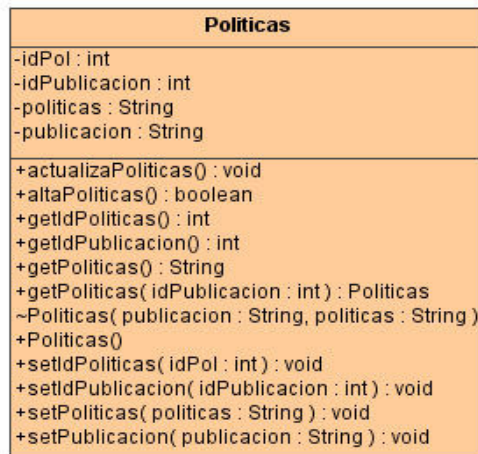 Politicas
-idPol : int
-idPublicacion : int
-politicas : String
-publicacion : String
+actualizaPoliticas() : void
+altaPoliticas() : boolean
+getIdPoliticas() : int
+getIdPublicacion() : int
+getPoliticas() : String
+getPoliticas( idPublicacion : int ) : Politicas
~Politicas( publicacion : String, politicas : String )
+Politicas()
+setIdPoliticas( idPol : int ) : void
+setIdPublicacion( idPublicacion : int ) : void
+setPoliticas( politicas : String ) : void
+setPublicacion( publicacion : String ) : void